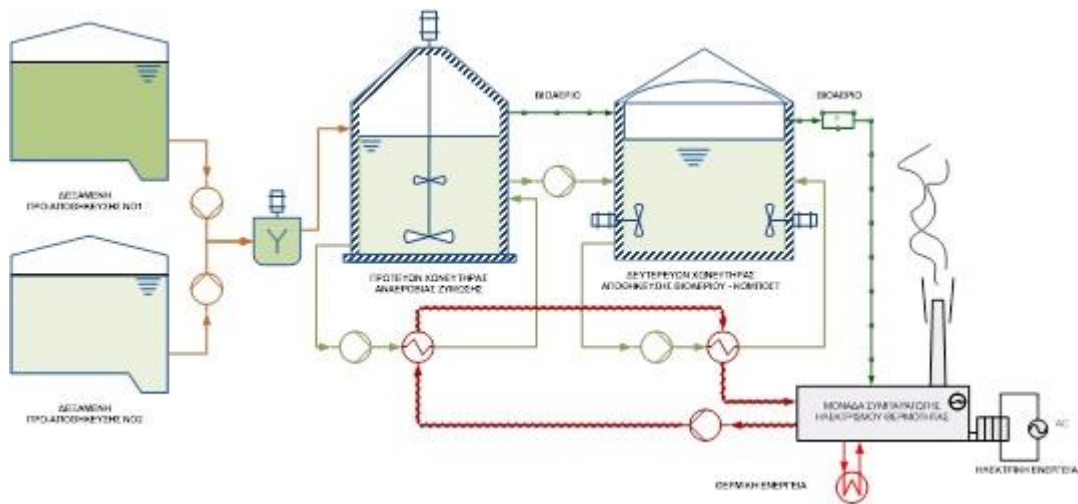 ΒΙΟΑΕΡΙΟ
ΒΙΟΑΕΡΙΟ
ΔΕΞΑΜΕΝΗ
ΠΡΟ-ΑΠΟΘΗΚΕΥΣΗΣ ΝΟ1
ΠΡΩΤΕΥΩΝ ΧΩΝΕΥΤΗΡΑΣ
ΑΝΑΕΡΟΒΙΑΣ ΖΥΜΩΣΗΣ
ΔΕΥΤΕΡΕΥΩΝ ΧΩΝΕΥΤΗΡΑΣ
ΑΠΟΘΗΚΕΥΣΗΣ ΒΙΟΑΕΡΙΟΥ - ΚΟΜΠΟΣΤ
ΔΕΞΑΜΕΝΗ
ΠΡΟ-ΑΠΟΘΗΚΕΥΣΗΣ ΝΟ2
ΜΟΝΑΔΑ ΣΥΜΠΑΡΑΓΩΓΗΣ
ΗΛΕΚΤΡΙΣΜΟΥ ΘΕΡΜΟΤΗΤΑΣ
AC
ΗΛΕΚΤΡΙΚΗ ΕΝΕΡΓΕΙΑ
ΘΕΡΜΙΚΗ ΕΝΕΡΓΕΙΑ